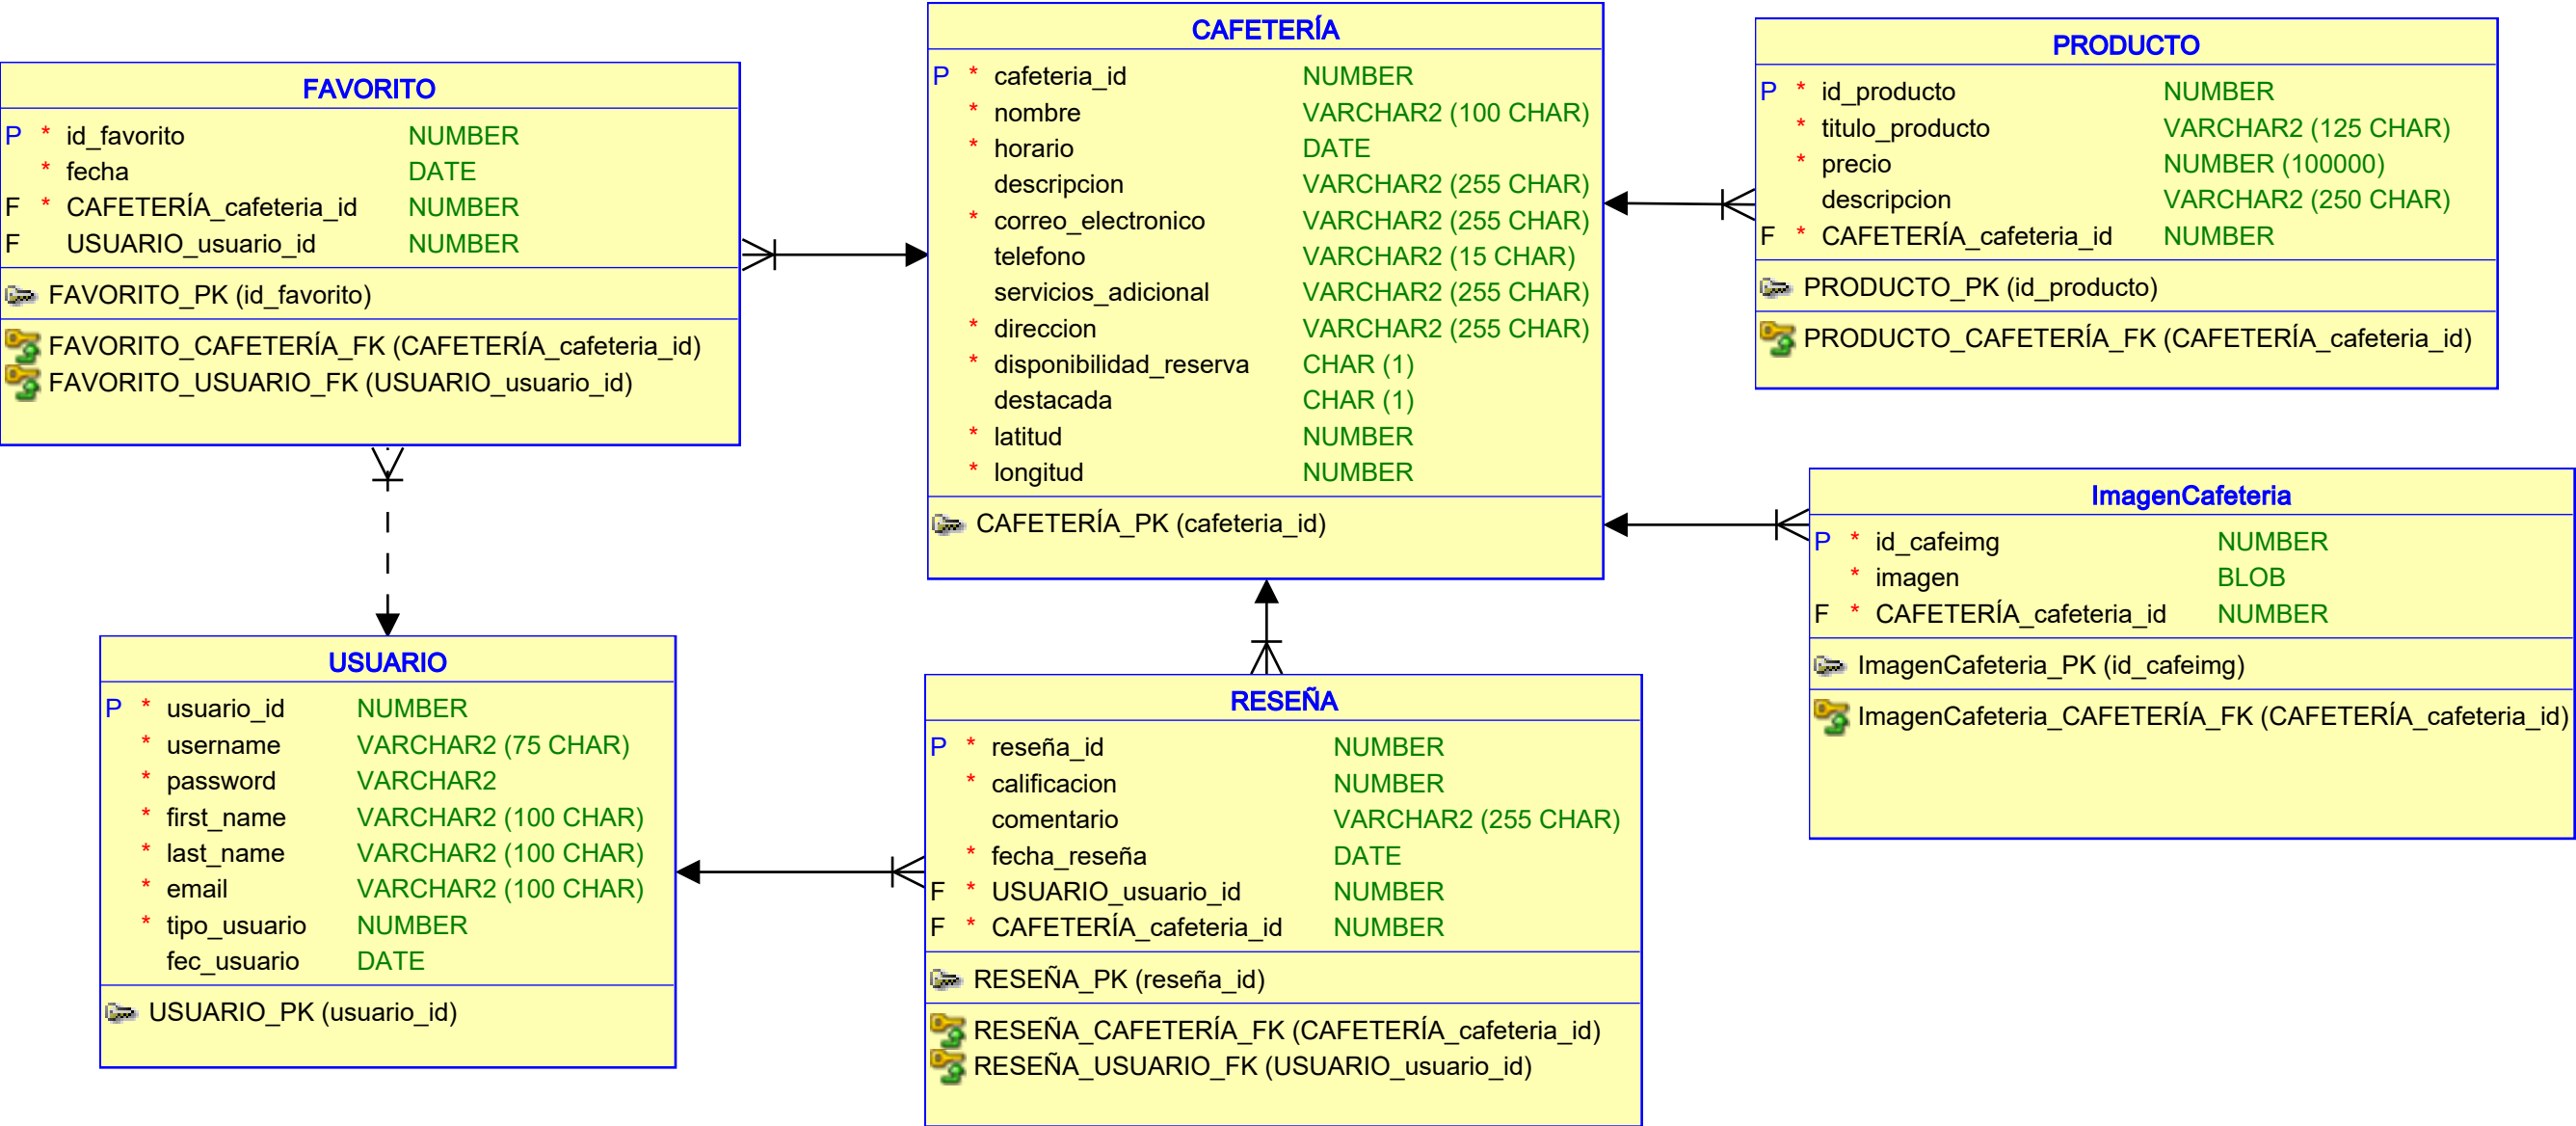 FAVORITO
P * id_favorito NUMBER
* fecha DATE
F * CAFETERÍA_cafeteria_id NUMBER
F USUARIO_usuario_id NUMBER
FAVORITO_PK (id_favorito)
FAVORITO_CAFETERÍA_FK (CAFETERÍA_cafeteria_id)
FAVORITO_USUARIO_FK (USUARIO_usuario_id)
CAFETERÍA
P * cafeteria_id NUMBER
* nombre VARCHAR2 (100 CHAR)
* horario DATE
descripcion VARCHAR2 (255 CHAR)
* correo_electronico VARCHAR2 (255 CHAR)
telefono VARCHAR2 (15 CHAR)
servicios_adicional VARCHAR2 (255 CHAR)
* direccion VARCHAR2 (255 CHAR)
* disponibilidad_reserva CHAR (1)
destacada CHAR (1)
* latitud NUMBER
* longitud NUMBER
CAFETERÍA_PK (cafeteria_id)
PRODUCTO
P * id_producto NUMBER
* titulo_producto VARCHAR2 (125 CHAR)
* precio NUMBER (100000)
descripcion VARCHAR2 (250 CHAR)
F * CAFETERÍA_cafeteria_id NUMBER
PRODUCTO_PK (id_producto)
PRODUCTO_CAFETERÍA_FK (CAFETERÍA_cafeteria_id)
ImagenCafeteria
P * id_cafeimg NUMBER
* imagen BLOB
F * CAFETERÍA_cafeteria_id NUMBER
ImagenCafeteria_PK (id_cafeimg)
ImagenCafeteria_CAFETERÍA_FK (CAFETERÍA_cafeteria_id)
USUARIO
P * usuario_id NUMBER
* username VARCHAR2 (75 CHAR)
* password VARCHAR2
* first_name VARCHAR2 (100 CHAR)
* last_name VARCHAR2 (100 CHAR)
* email VARCHAR2 (100 CHAR)
* tipo_usuario NUMBER
fec_usuario DATE
USUARIO_PK (usuario_id)
RESEÑA
P * reseña_id NUMBER
* calificacion NUMBER
comentario VARCHAR2 (255 CHAR)
* fecha_reseña DATE
F * USUARIO_usuario_id NUMBER
F * CAFETERÍA_cafeteria_id NUMBER
RESEÑA_PK (reseña_id)
RESEÑA_CAFETERÍA_FK (CAFETERÍA_cafeteria_id)
RESEÑA_USUARIO_FK (USUARIO_usuario_id)